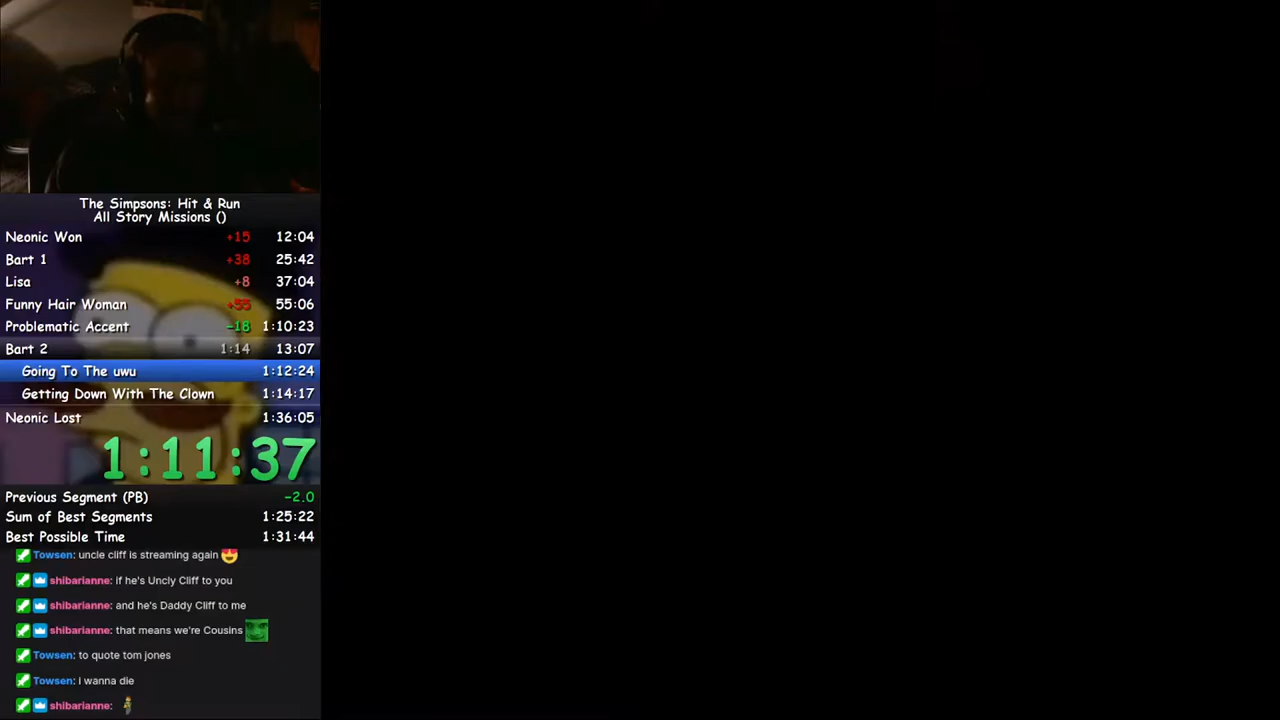 The Simpsons: Hit & Run
All Story Missions ()
Neonic Won +15 12:04
Bart 1 +38 25:42
Lisa +8 37:04
Funny Hair Woman +55 55:06
Problematic Accent -18 1:10:23
Bart 2 1:14 13:07
Going To The uwu 1:12:24
Getting Down With The Clown 1:14:17
Neonic Lost 1:36:05
1:11:37
Previous Segment (PB) -2.0
Sum of Best Segments 1:25:22
Best Possible Time 1:31:44
Towsen: uncle cliff is streaming again
shibarianne: if he's Uncly Cliff to you
shibarianne: and he's Daddy Cliff to me
shibarianne: that means we're Cousins
Towsen: to quote tom jones
Towsen: I wanna die
shibarianne: